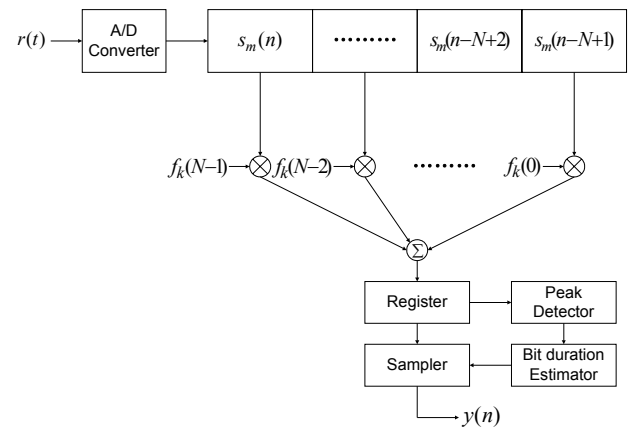 r(t)
A/D
Converter
s_m(n)
·········
s_m(n–N+2)
s_m(n–N+1)
f_k(N–1)
f_k(N–2)
·········
f_k(0)
Σ
Register
Peak
Detector
Sampler
Bit duration
Estimator
y(n)